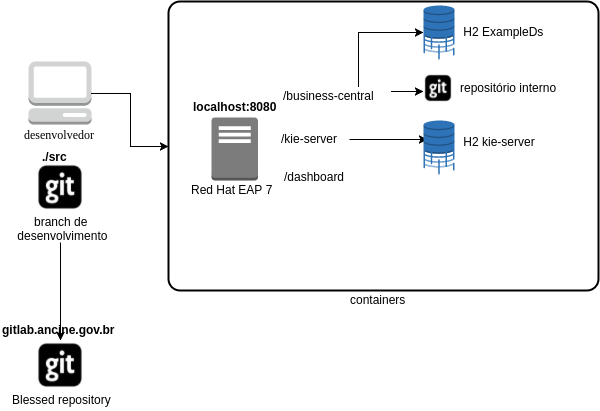 H2 ExampleDs
git
repositório interno
/business-central
localhost:8080
/kie-server
H2 kie-server
/dashboard
Red Hat EAP 7
containers
desenvolvedor
./src
git
branch de
desenvolvimento
gitlab.ancine.gov.br
git
Blessed repository